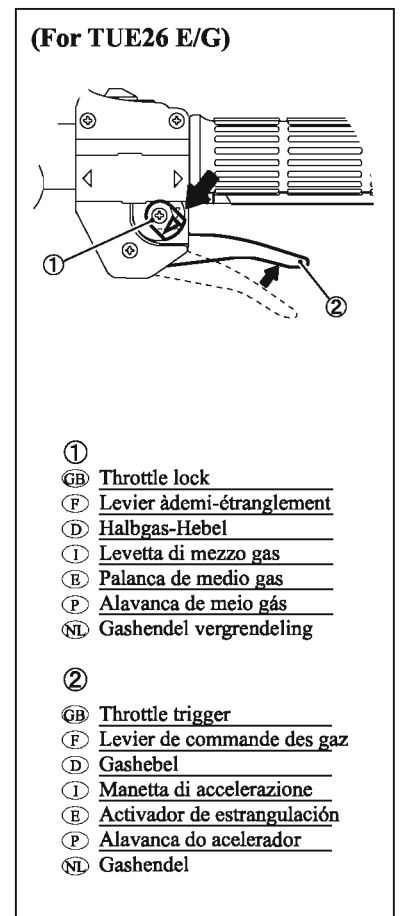 (For TUE26 E/G)
①
②
①
GB Throttle lock
F Levier àdemi-étranglement
D Halbgas-Hebel
I Levetta di mezzo gas
E Palanca de medio gas
P Alavanca de meio gás
NL Gashendel vergrendeling
②
GB Throttle trigger
F Levier de commande des gaz
D Gashebel
I Manetta di accelerazione
E Activador de estrangulación
P Alavanca do acelerador
NL Gashendel